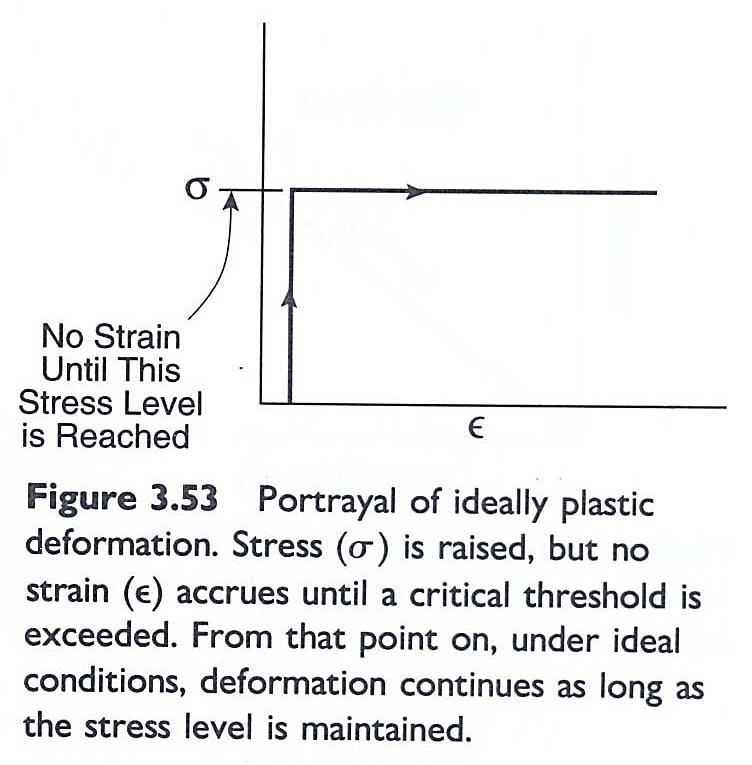 σ
No Strain
Until This
Stress Level
is Reached
ϵ
Figure 3.53 Portrayal of ideally plastic
deformation. Stress (σ) is raised, but no
strain (ϵ) accrues until a critical threshold is
exceeded. From that point on, under ideal
conditions, deformation continues as long as
the stress level is maintained.